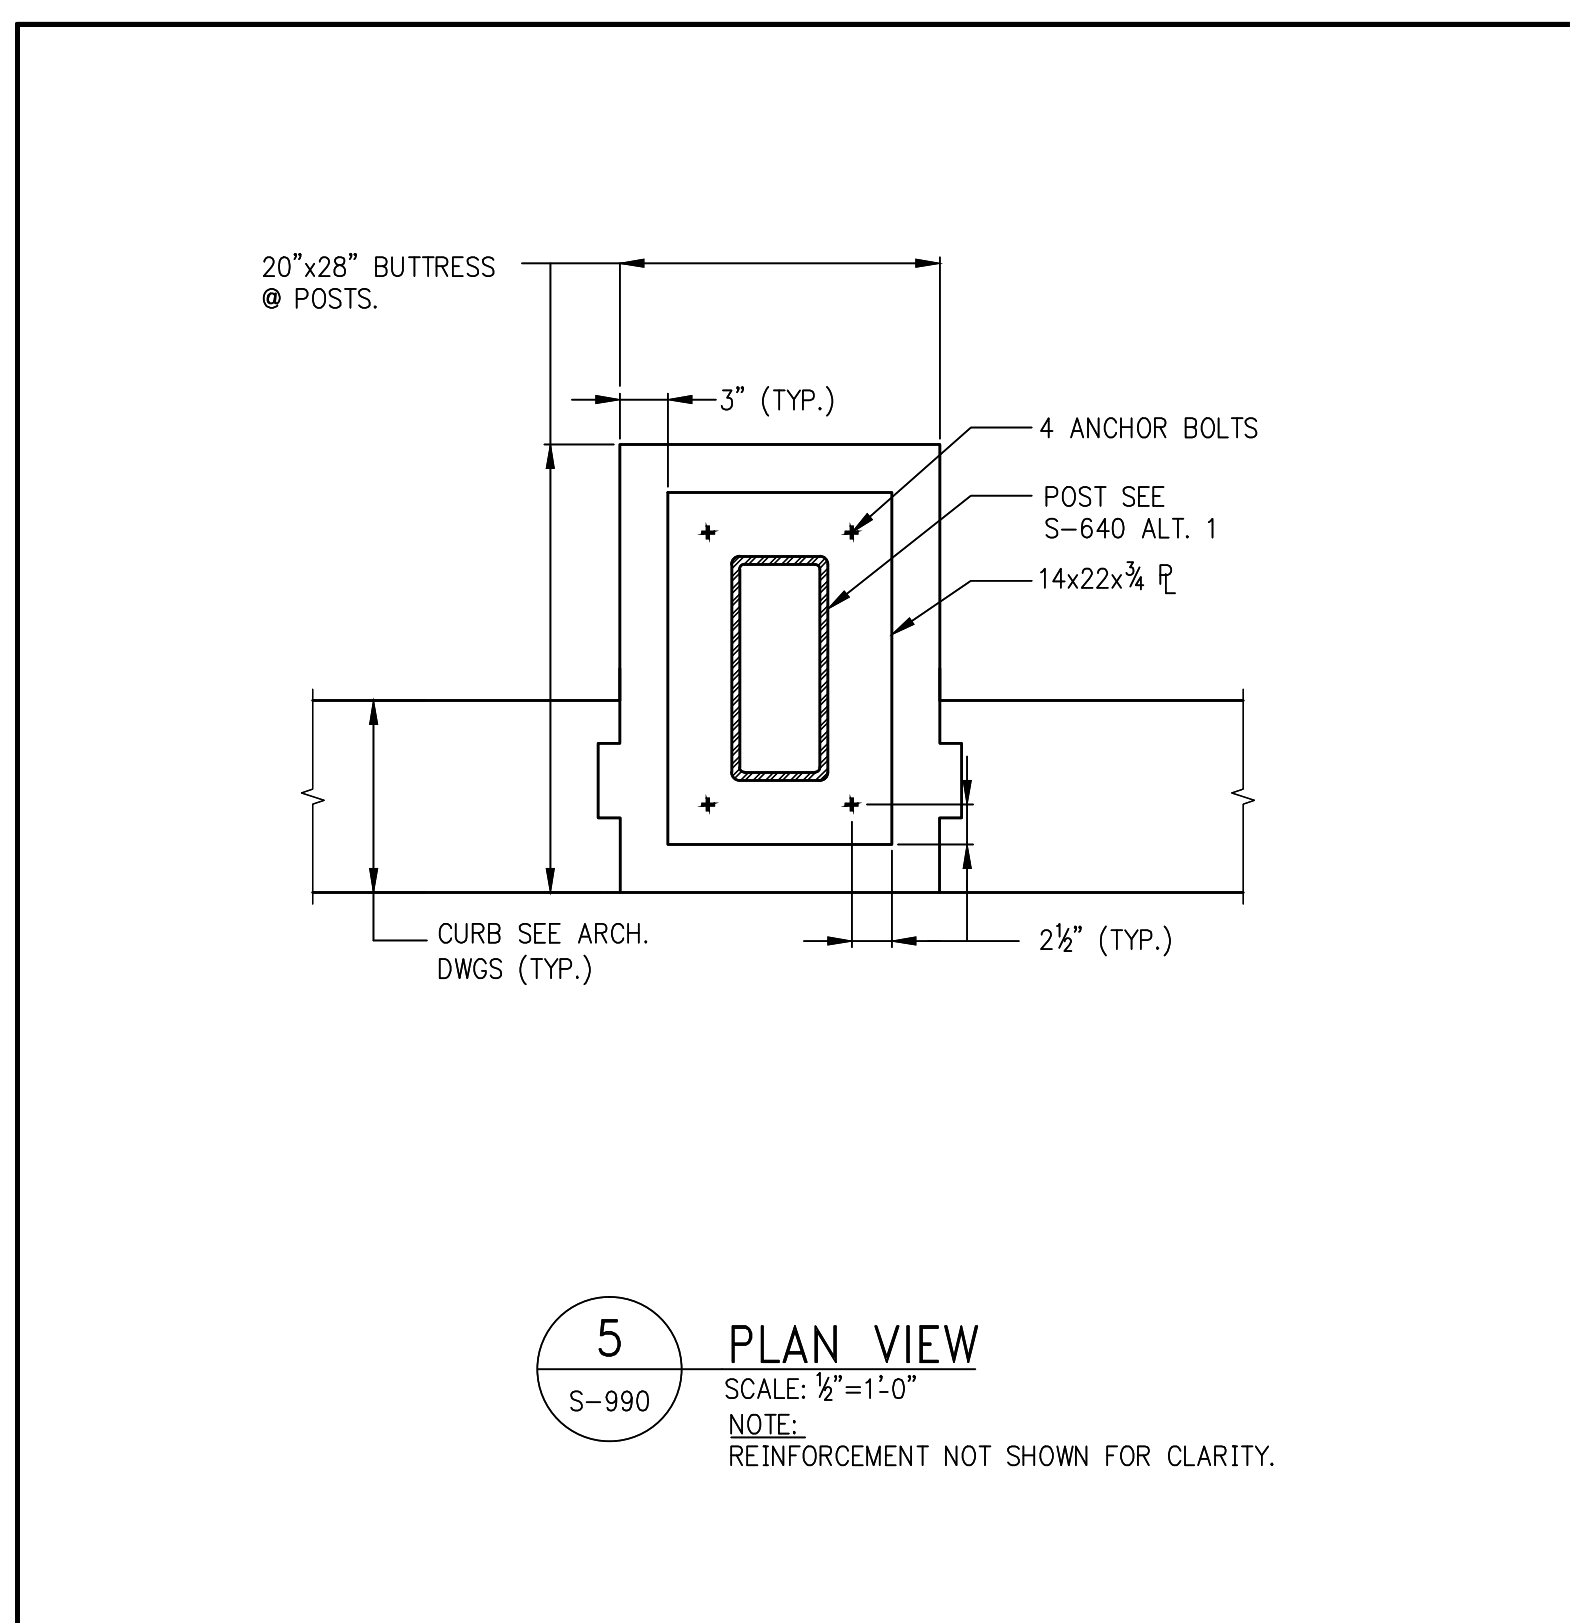 20”x28” BUTTRESS
@ POSTS.
3” (TYP.)
4 ANCHOR BOLTS
POST SEE
S-640 ALT. 1
14x22x¾ PL
CURB SEE ARCH.
DWGS (TYP.)
2½” (TYP.)
5
S-990
PLAN VIEW
SCALE: ½”=1'-0”
NOTE:
REINFORCEMENT NOT SHOWN FOR CLARITY.